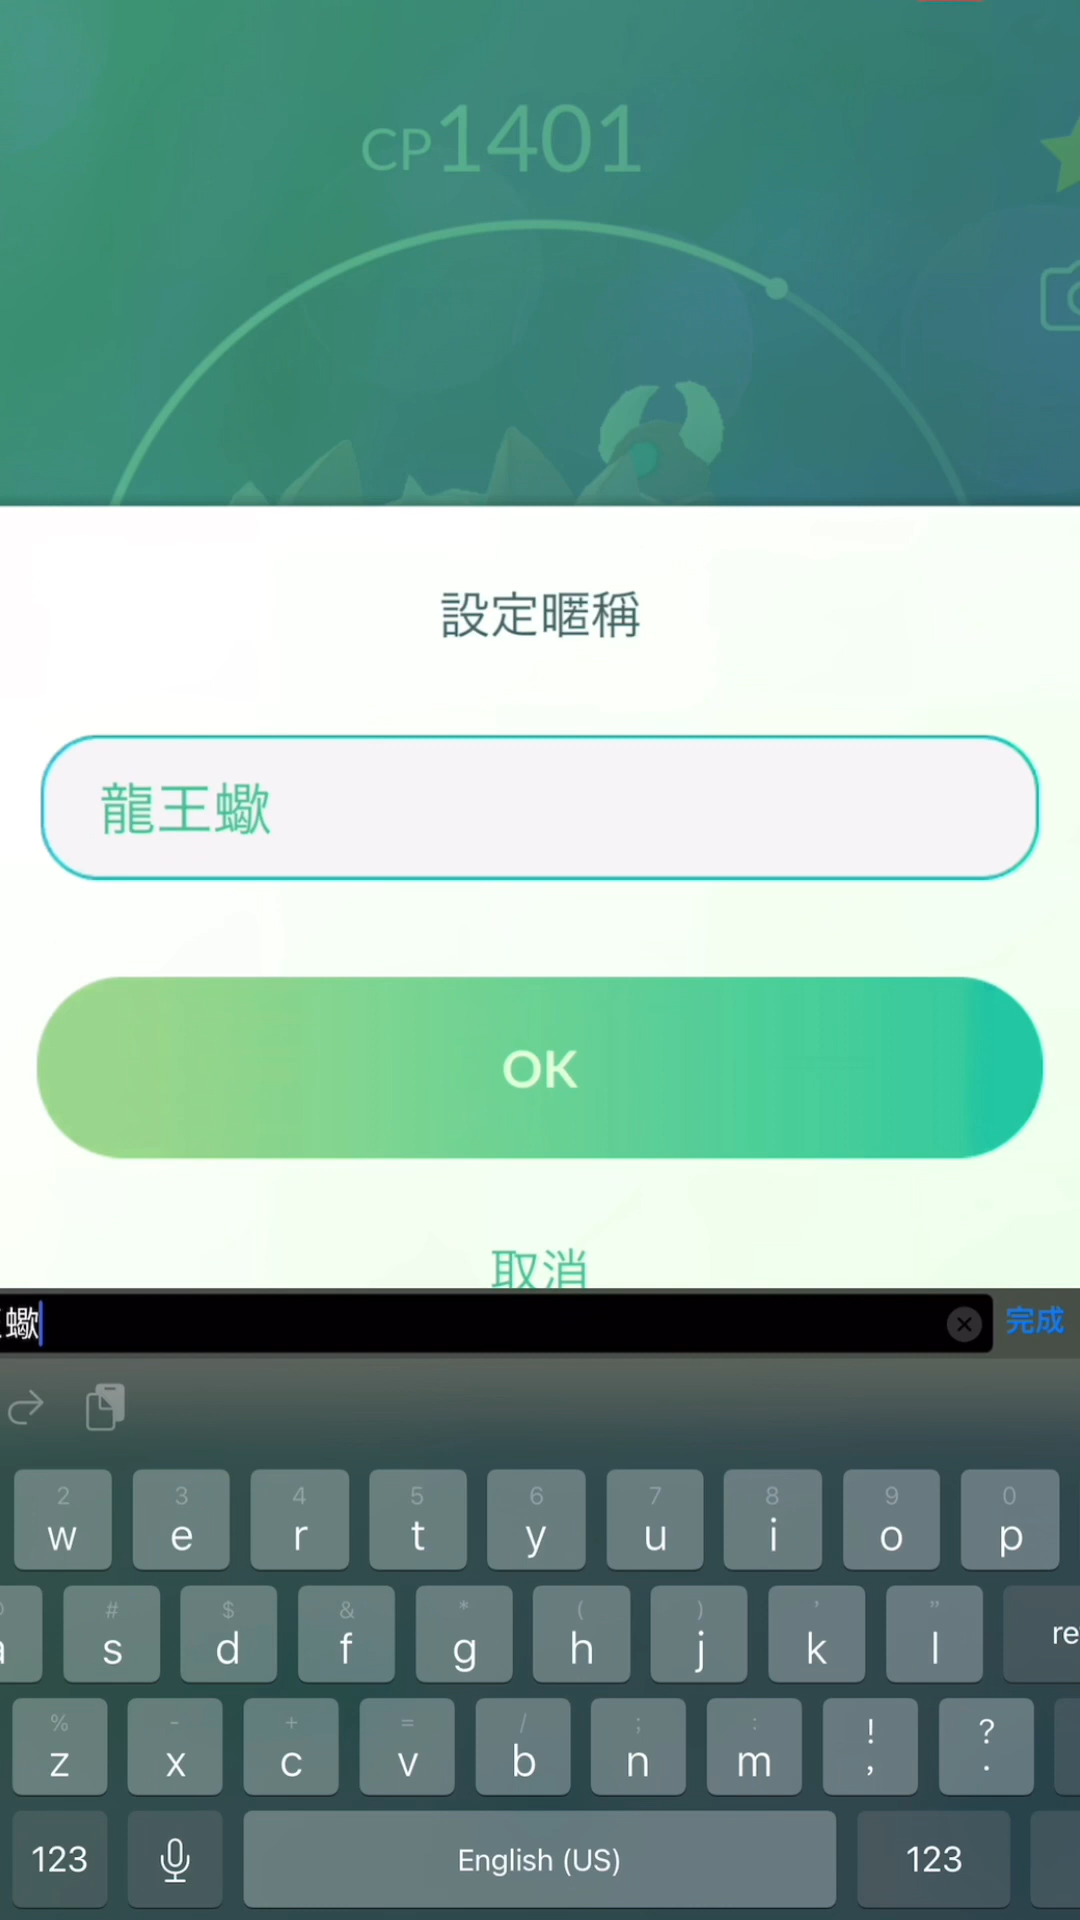 CP1401
設定暱稱
龍王蠍
OK
取消
蠍
完成
2 3 4 5 6 7 8 9 0
w e r t y u i o p
# $ & * ( ) ' ”
a s d f g h j k l re
% - + = / ; : ! ?
z x c v b n m , .
123 English (US) 123